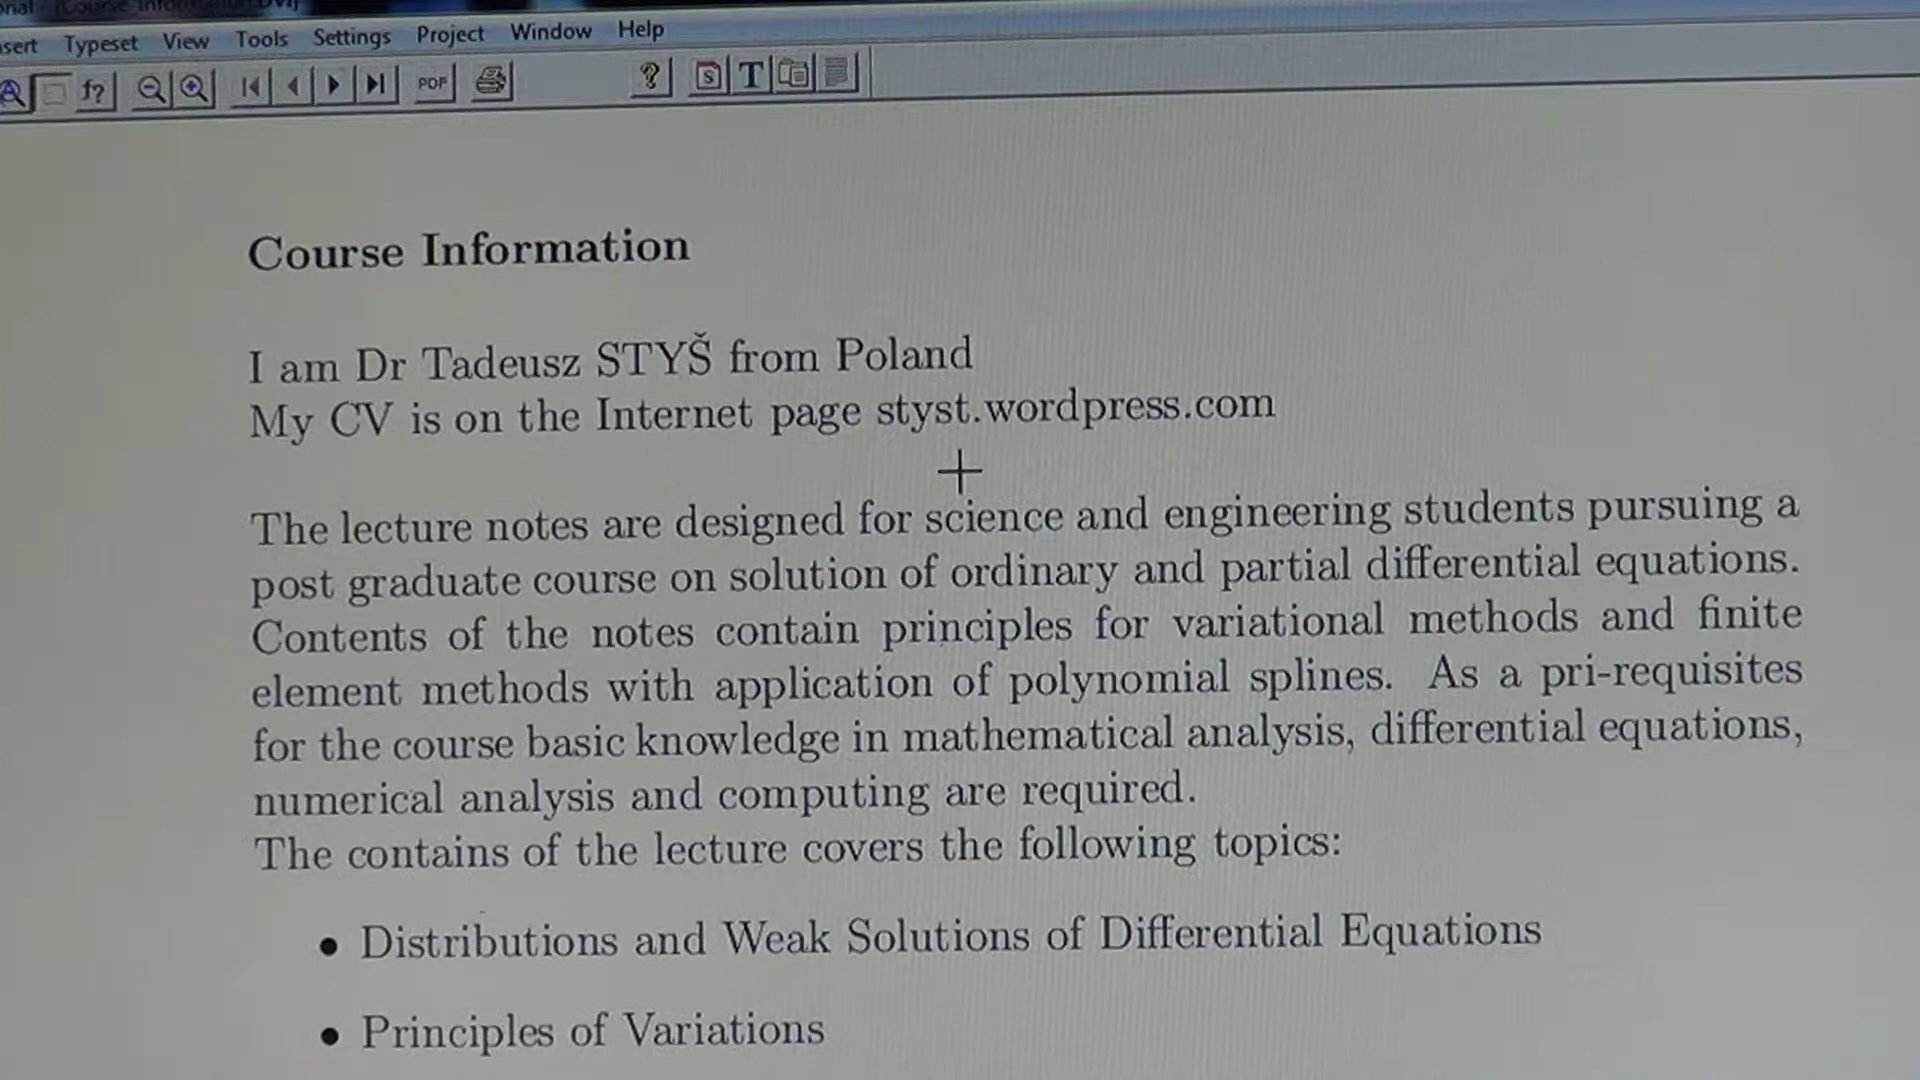 Typeset View Tools Settings Project Window Help
f? PDF ? S T
Course Information
I am Dr Tadeusz STYŠ from Poland
My CV is on the Internet page styst.wordpress.com
The lecture notes are designed for science and engineering students pursuing a
post graduate course on solution of ordinary and partial differential equations.
Contents of the notes contain principles for variational methods and finite
element methods with application of polynomial splines. As a pri-requisites
for the course basic knowledge in mathematical analysis, differential equations,
numerical analysis and computing are required.
The contains of the lecture covers the following topics:
• Distributions and Weak Solutions of Differential Equations
• Principles of Variations